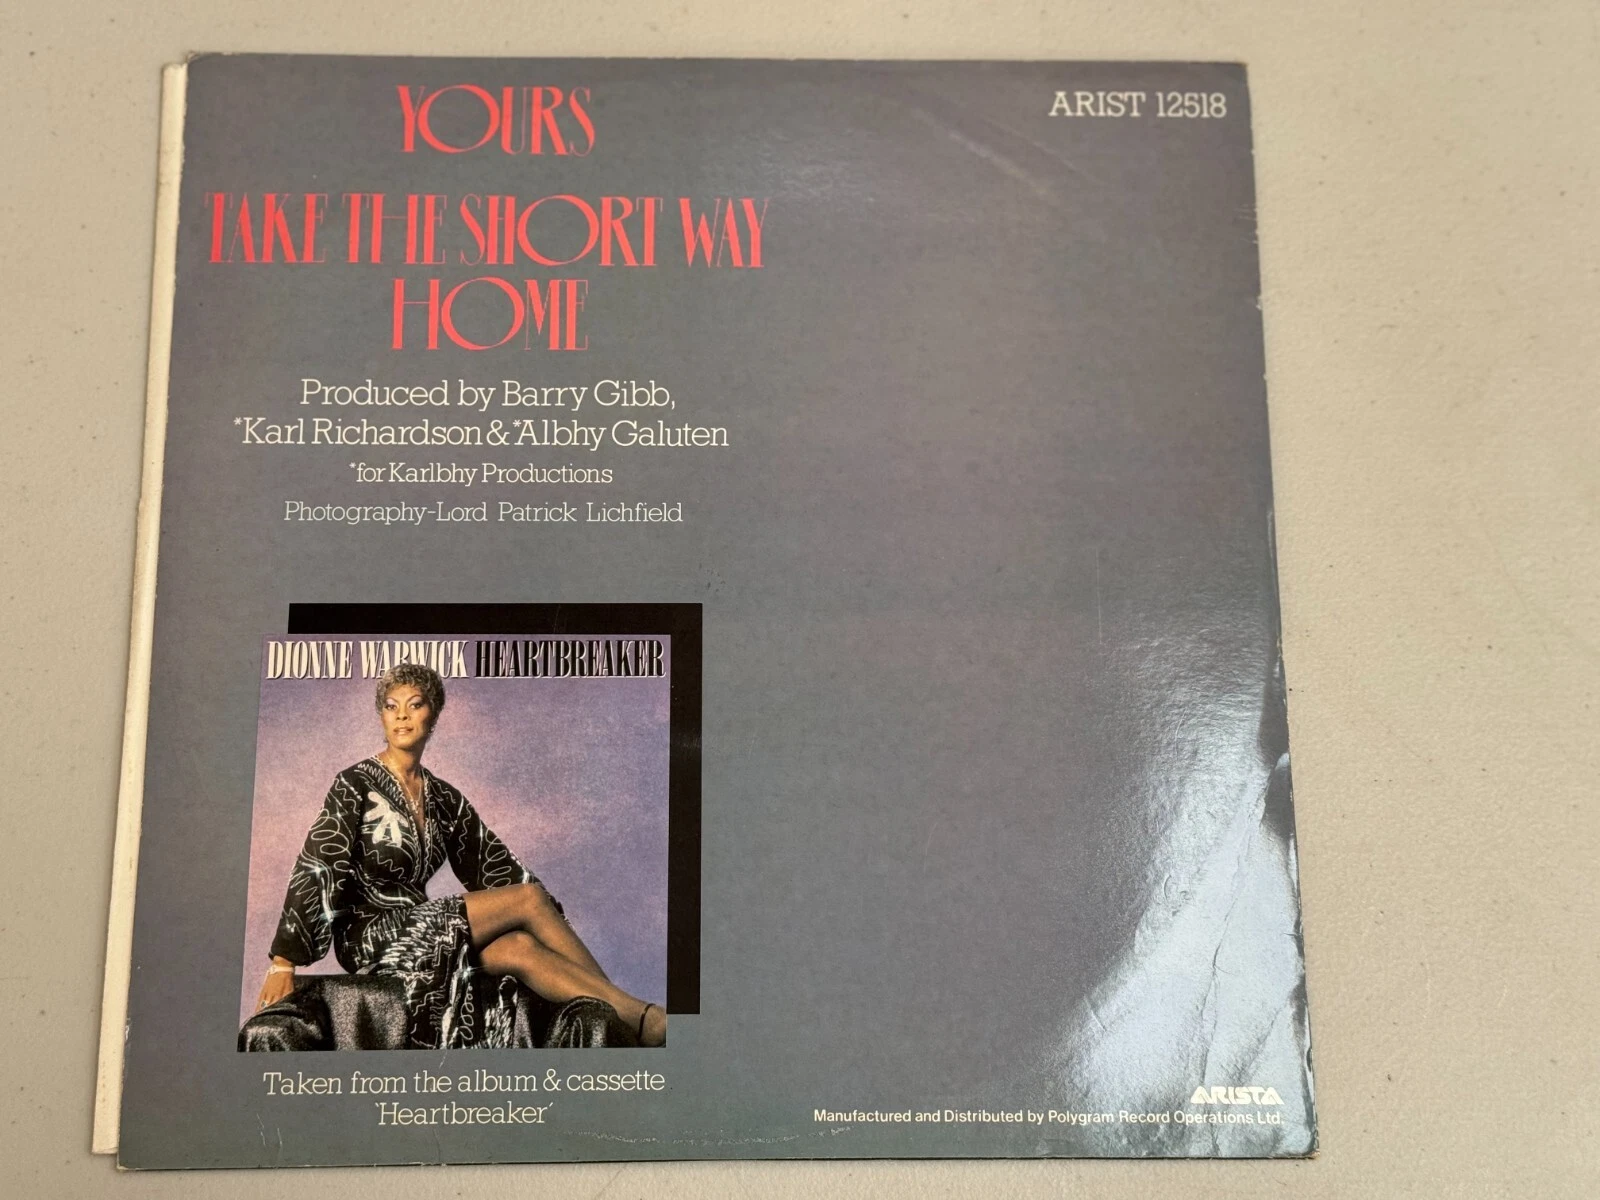 YOURS
ARIST 12518
TAKE THE SHORT WAY
HOME
Produced by Barry Gibb,
*Karl Richardson & *Albhy Galuten
*for Karlbhy Productions
Photography-Lord Patrick Lichfield
DIONNE WARWICK HEARTBREAKER
Taken from the album & cassette
'Heartbreaker'
ARISTA
Manufactured and Distributed by Polygram Record Operations Ltd.